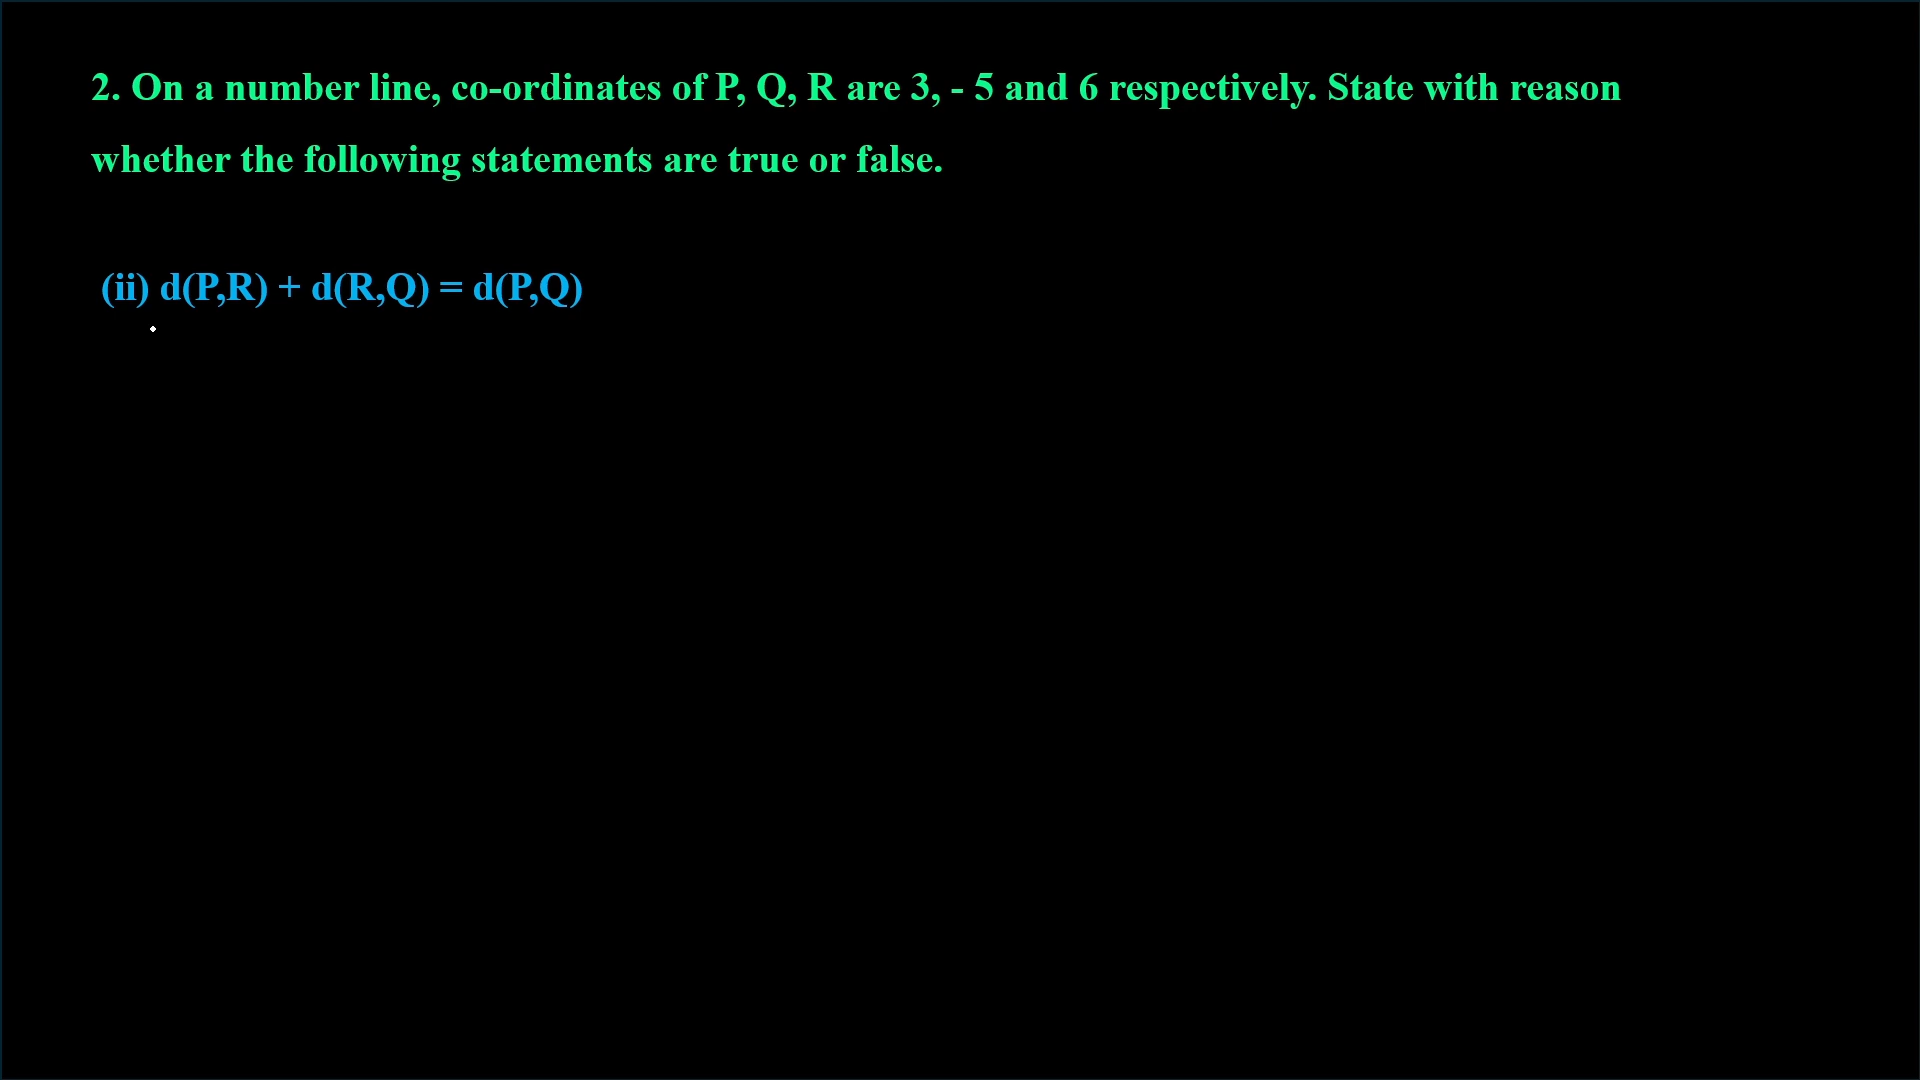 2. On a number line, co-ordinates of P, Q, R are 3, - 5 and 6 respectively. State with reason
whether the following statements are true or false.
(ii) d(P,R) + d(R,Q) = d(P,Q)